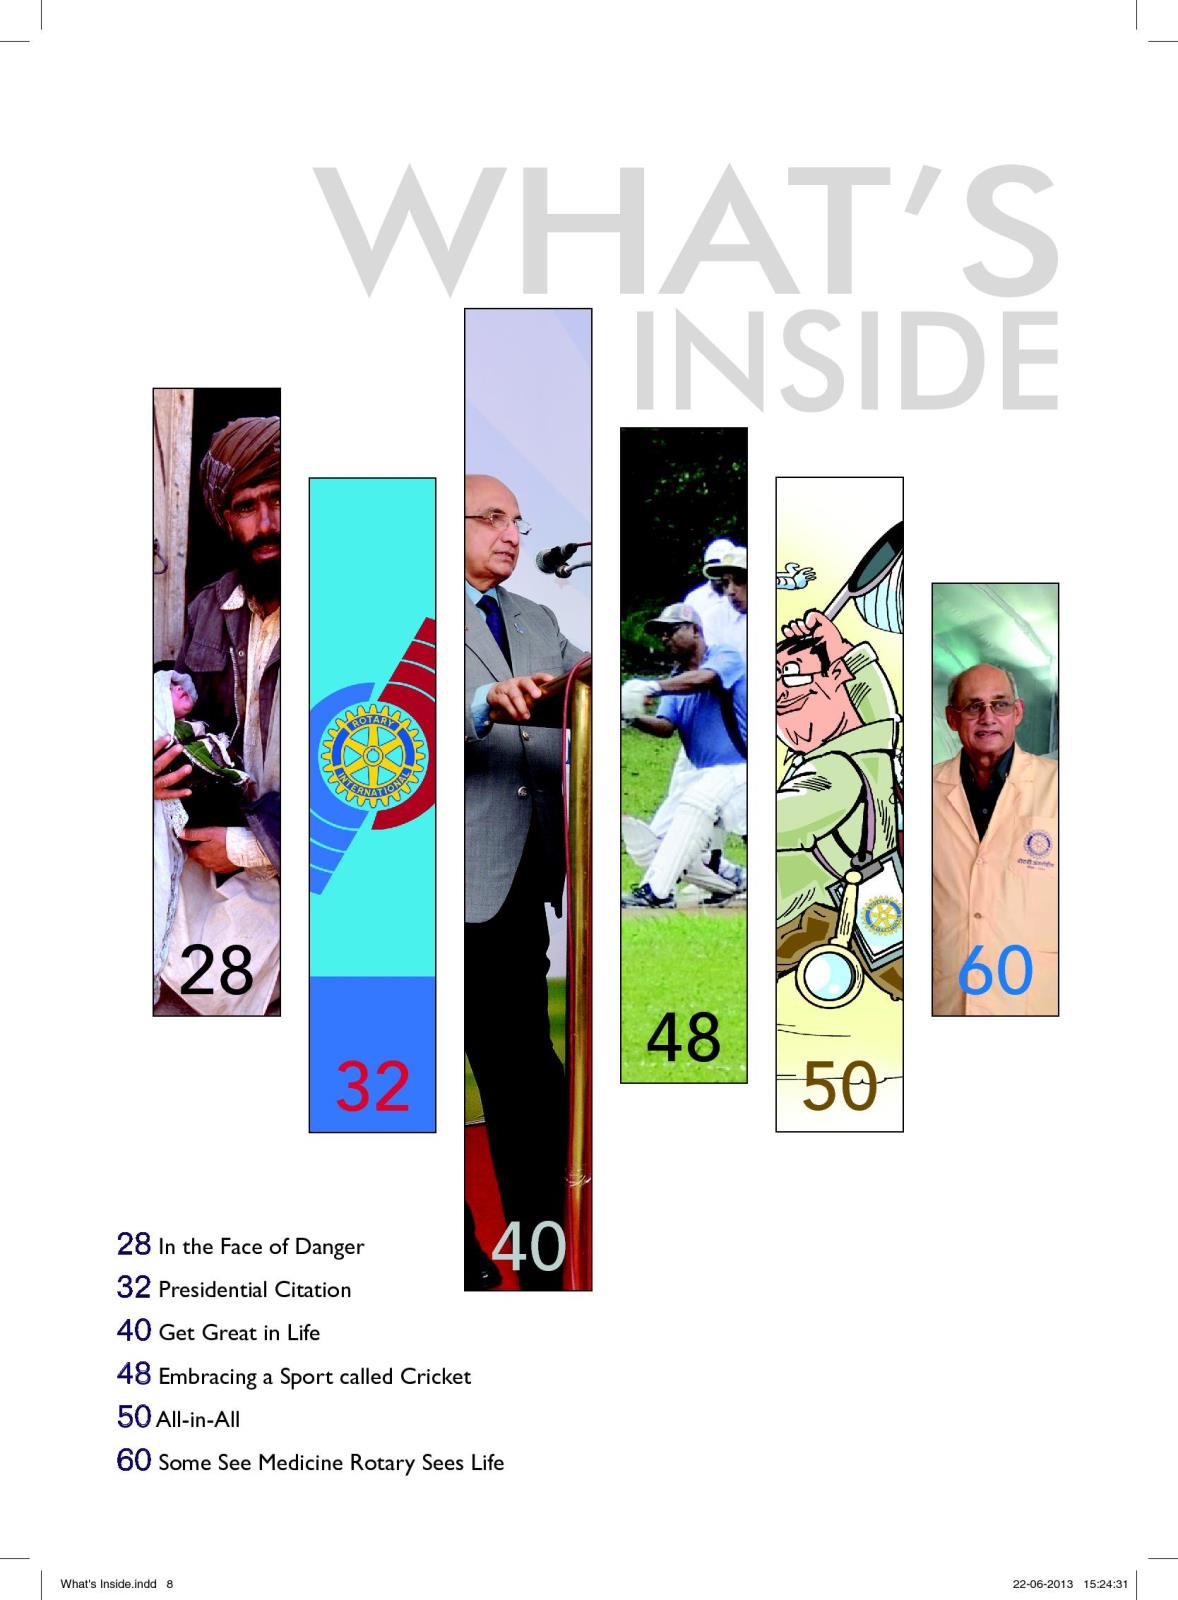 WHAT'S
INSIDE
ROTARY
INTERNATIONAL
28
32
40
48
50
60
28 In the Face of Danger
32 Presidential Citation
40 Get Great in Life
48 Embracing a Sport called Cricket
50 All-in-All
60 Some See Medicine Rotary Sees Life
What's Inside.indd 8
22-06-2013 15:24:31